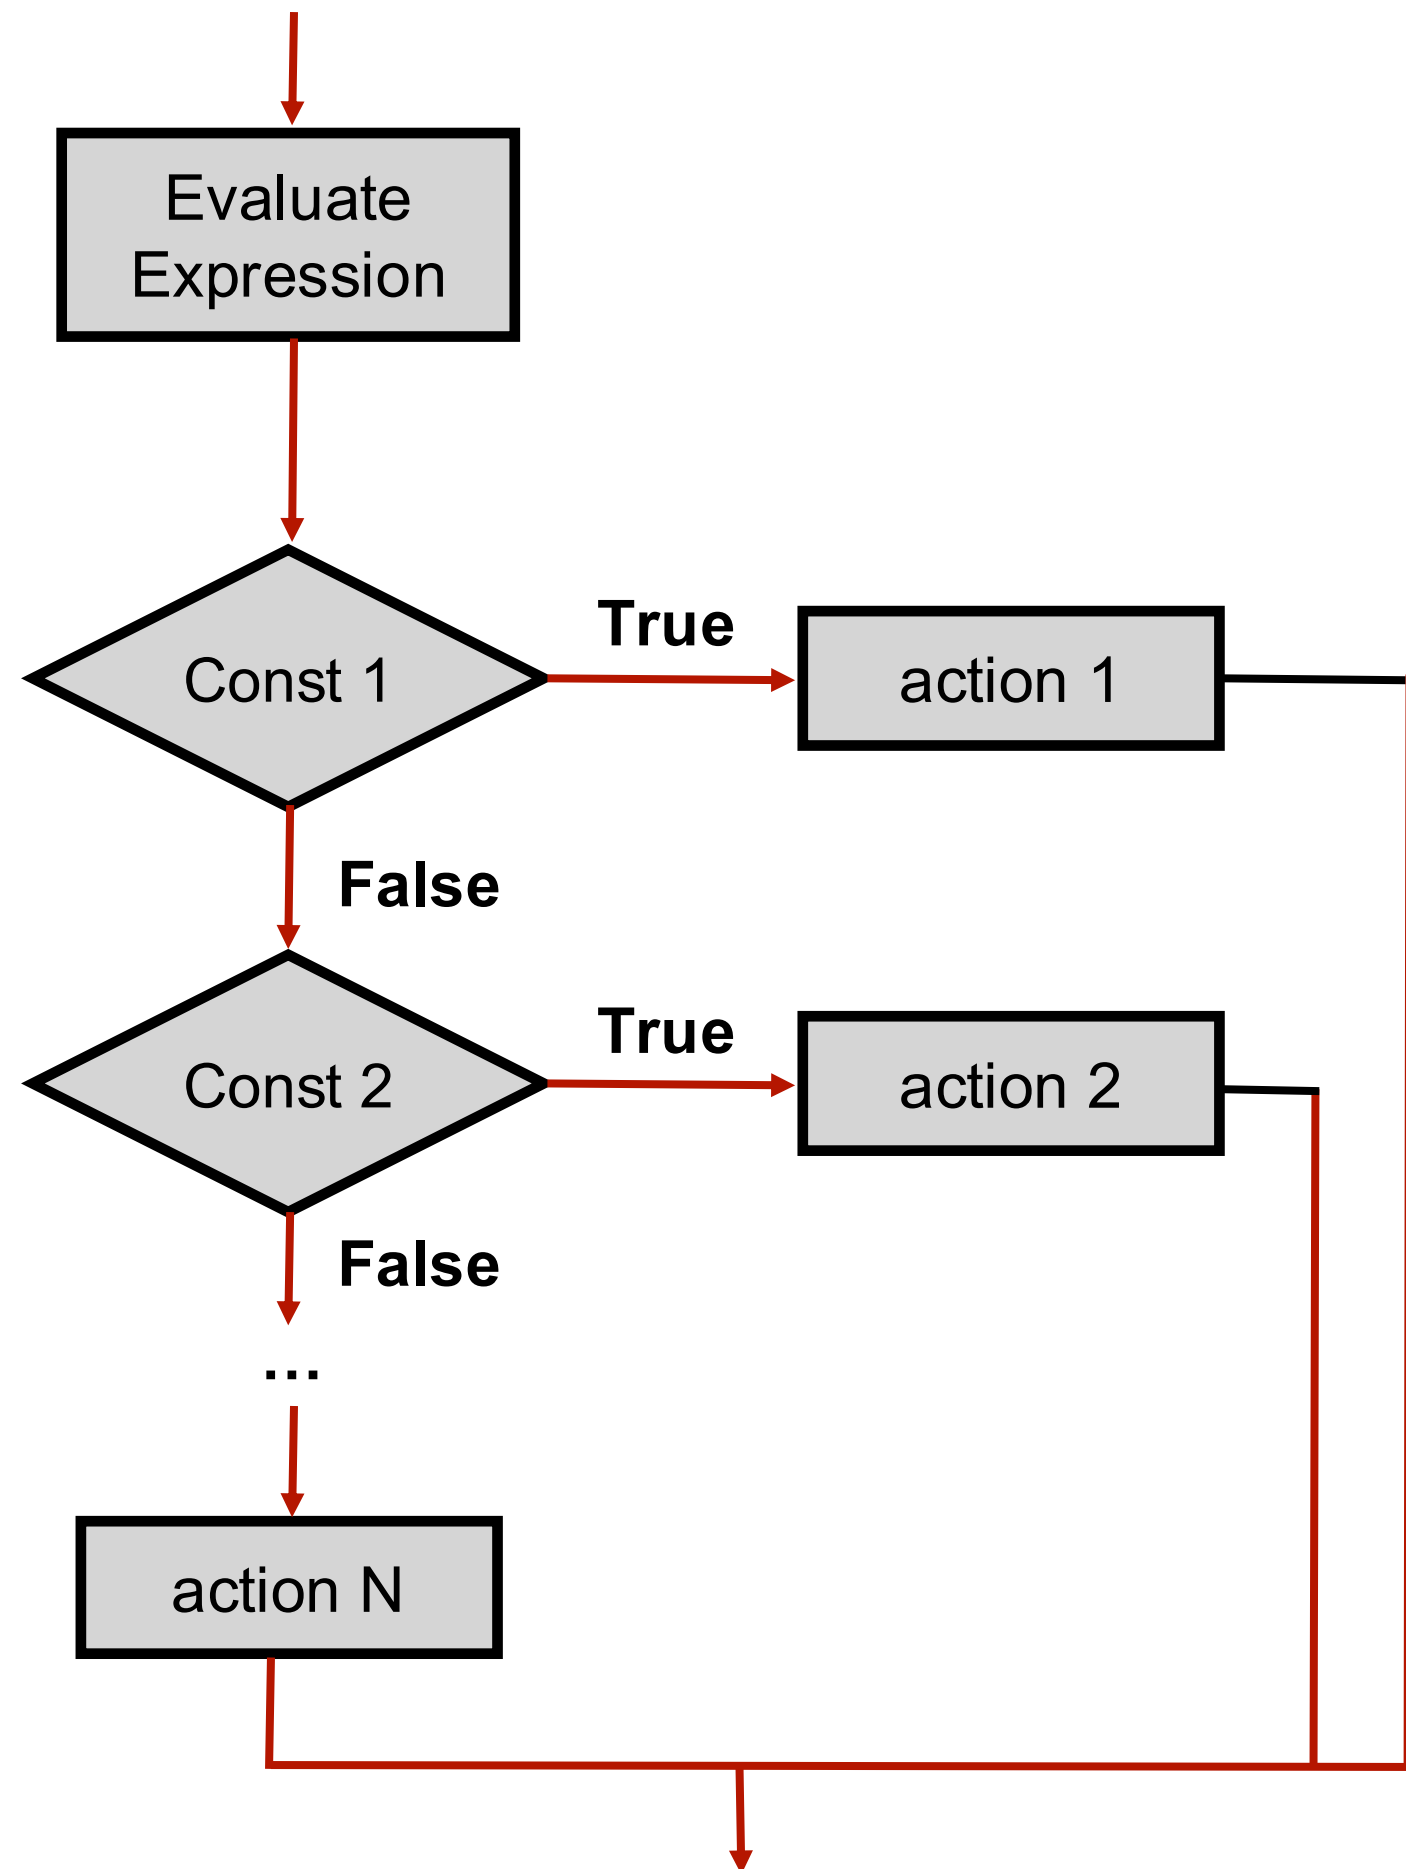 Evaluate
Expression
True
Const 1
action 1
False
True
Const 2
action 2
False
...
action N